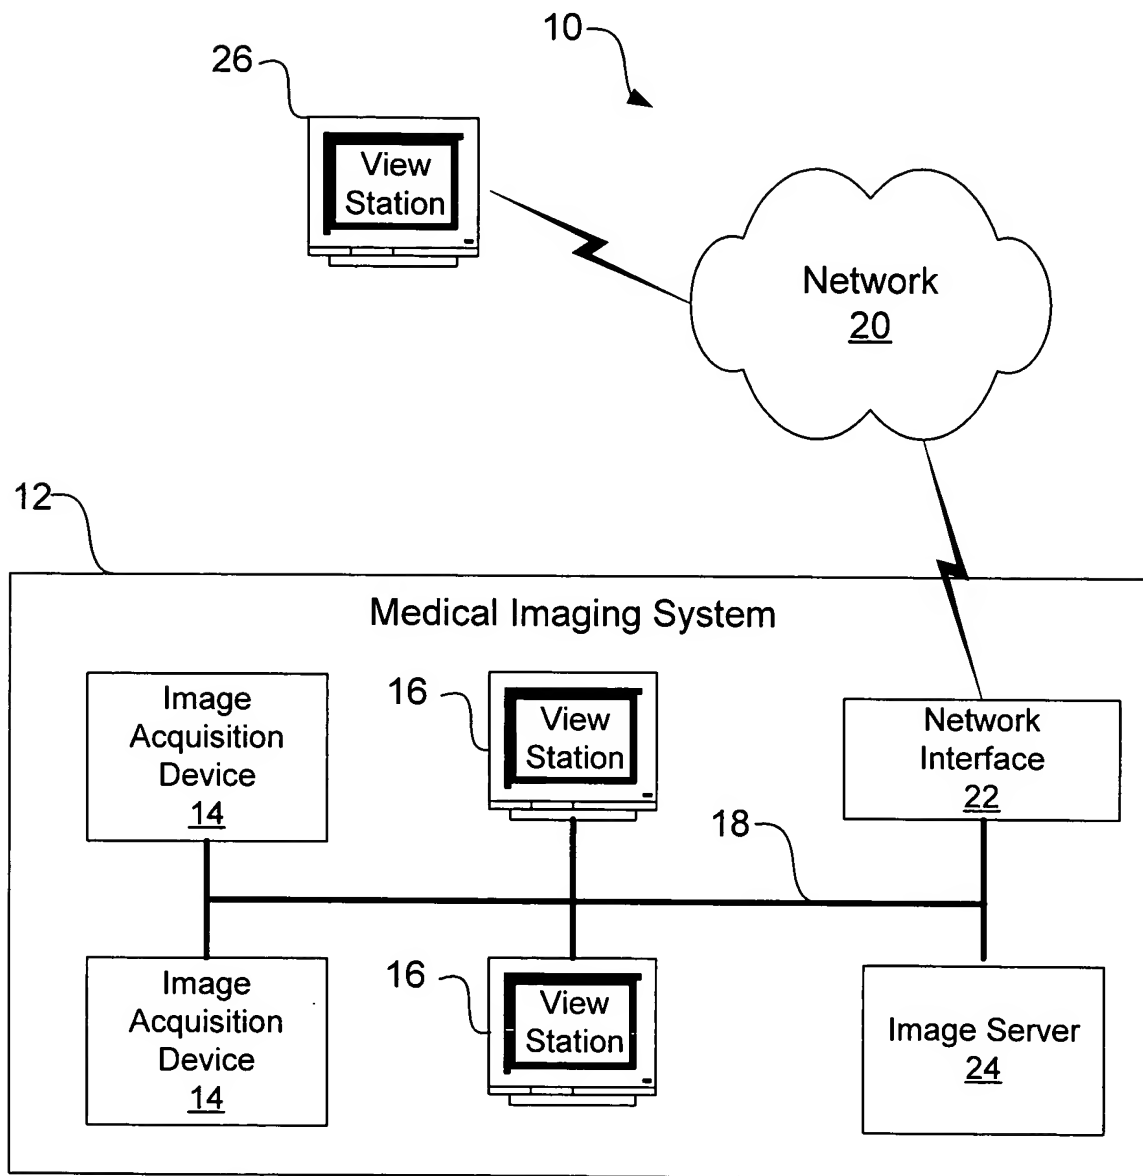 10
26
View
Station
Network
20
12
Medical Imaging System
Image
Acquisition
Device
14
16
View
Station
Network
Interface
22
18
Image
Acquisition
Device
14
16
View
Station
Image Server
24